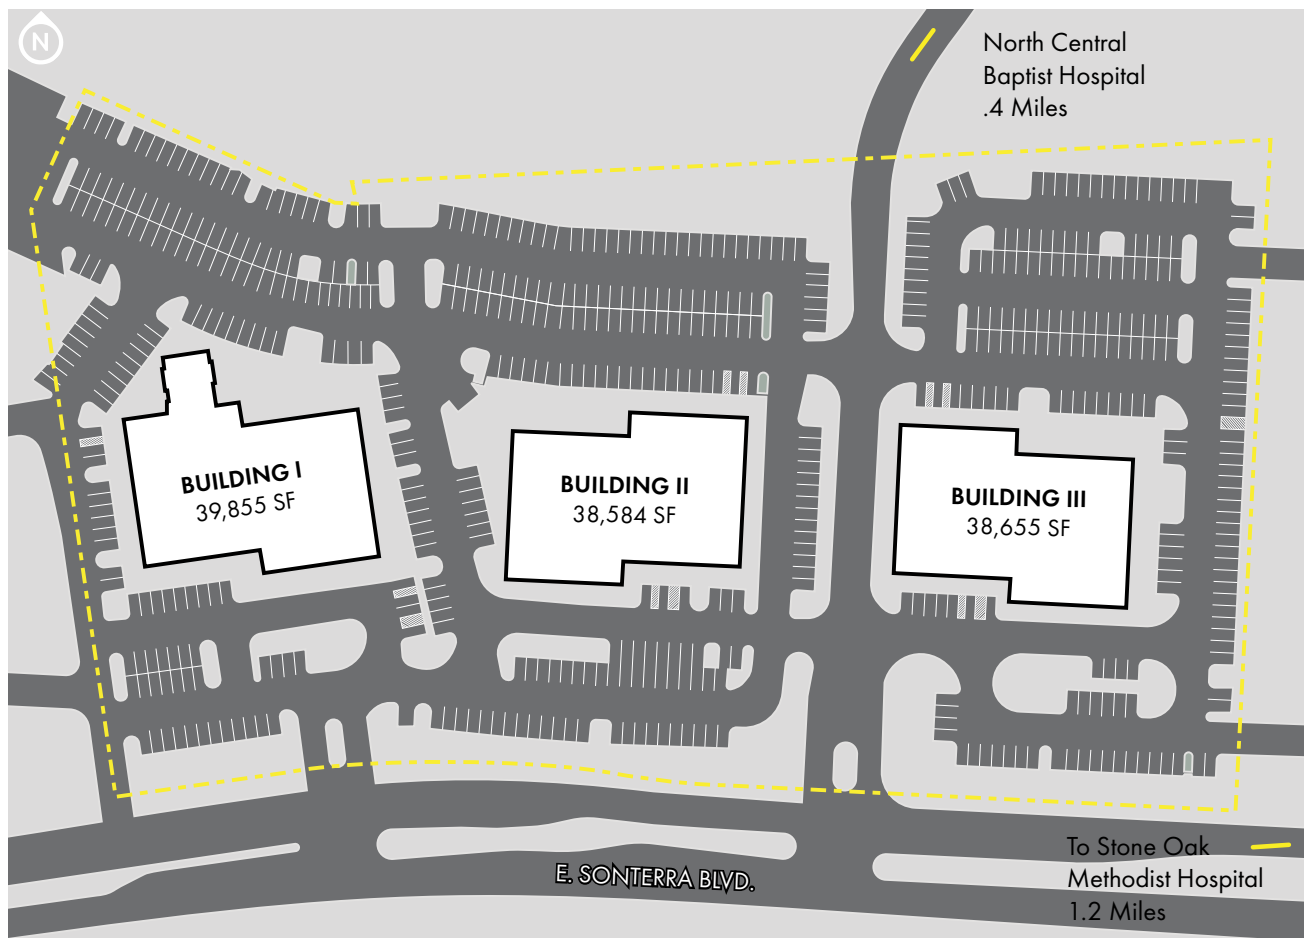 N
North Central
Baptist Hospital
.4 Miles
BUILDING I
39,855 SF
BUILDING II
38,584 SF
BUILDING III
38,655 SF
To Stone Oak
Methodist Hospital
1.2 Miles
E. SONTERRA BLVD.